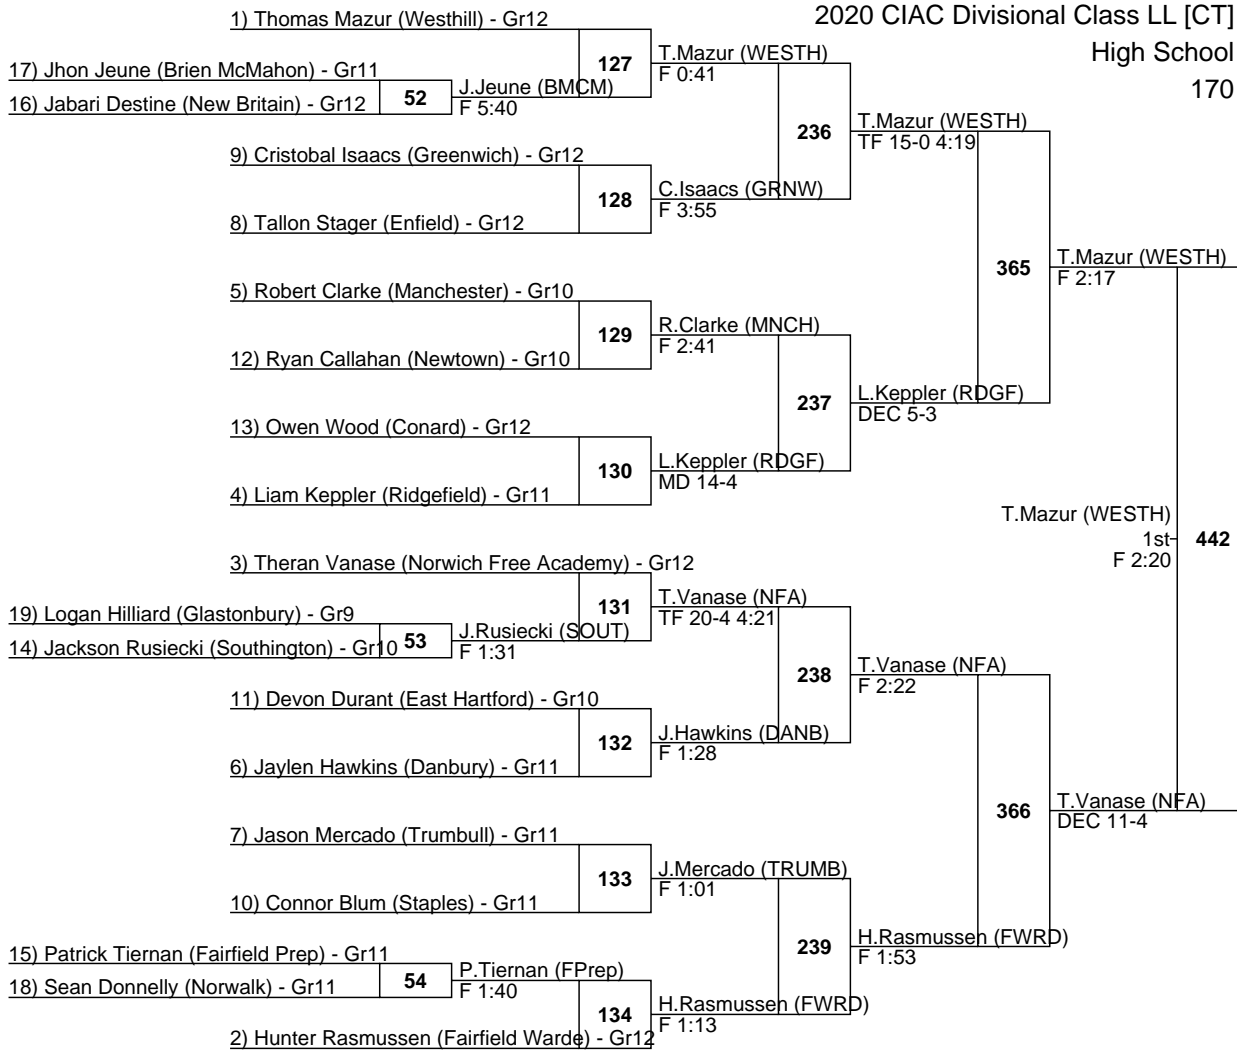 2020 CIAC Divisional Class LL [CT]
High School
170
1) Thomas Mazur (Westhill) - Gr12
127
T.Mazur (WESTH)
F 0:41
17) Jhon Jeune (Brien McMahon) - Gr11
52
J.Jeune (BMCM)
F 5:40
16) Jabari Destine (New Britain) - Gr12
236
T.Mazur (WESTH)
TF 15-0 4:19
9) Cristobal Isaacs (Greenwich) - Gr12
128
C.Isaacs (GRNW)
F 3:55
8) Tallon Stager (Enfield) - Gr12
365
T.Mazur (WESTH)
F 2:17
5) Robert Clarke (Manchester) - Gr10
129
R.Clarke (MNCH)
F 2:41
12) Ryan Callahan (Newtown) - Gr10
237
L.Keppler (RDGF)
DEC 5-3
13) Owen Wood (Conard) - Gr12
130
L.Keppler (RDGF)
MD 14-4
4) Liam Keppler (Ridgefield) - Gr11
T.Mazur (WESTH)
1st
442
F 2:20
3) Theran Vanase (Norwich Free Academy) - Gr12
131
T.Vanase (NFA)
TF 20-4 4:21
19) Logan Hilliard (Glastonbury) - Gr9
53
J.Rusiecki (SOUT)
F 1:31
14) Jackson Rusiecki (Southington) - Gr10
238
T.Vanase (NFA)
F 2:22
11) Devon Durant (East Hartford) - Gr10
132
J.Hawkins (DANB)
F 1:28
6) Jaylen Hawkins (Danbury) - Gr11
366
T.Vanase (NFA)
DEC 11-4
7) Jason Mercado (Trumbull) - Gr11
133
J.Mercado (TRUMB)
F 1:01
10) Connor Blum (Staples) - Gr11
239
H.Rasmussen (FWRD)
F 1:53
15) Patrick Tiernan (Fairfield Prep) - Gr11
54
P.Tiernan (FPrep)
F 1:40
18) Sean Donnelly (Norwalk) - Gr11
134
H.Rasmussen (FWRD)
F 1:13
2) Hunter Rasmussen (Fairfield Warde) - Gr12